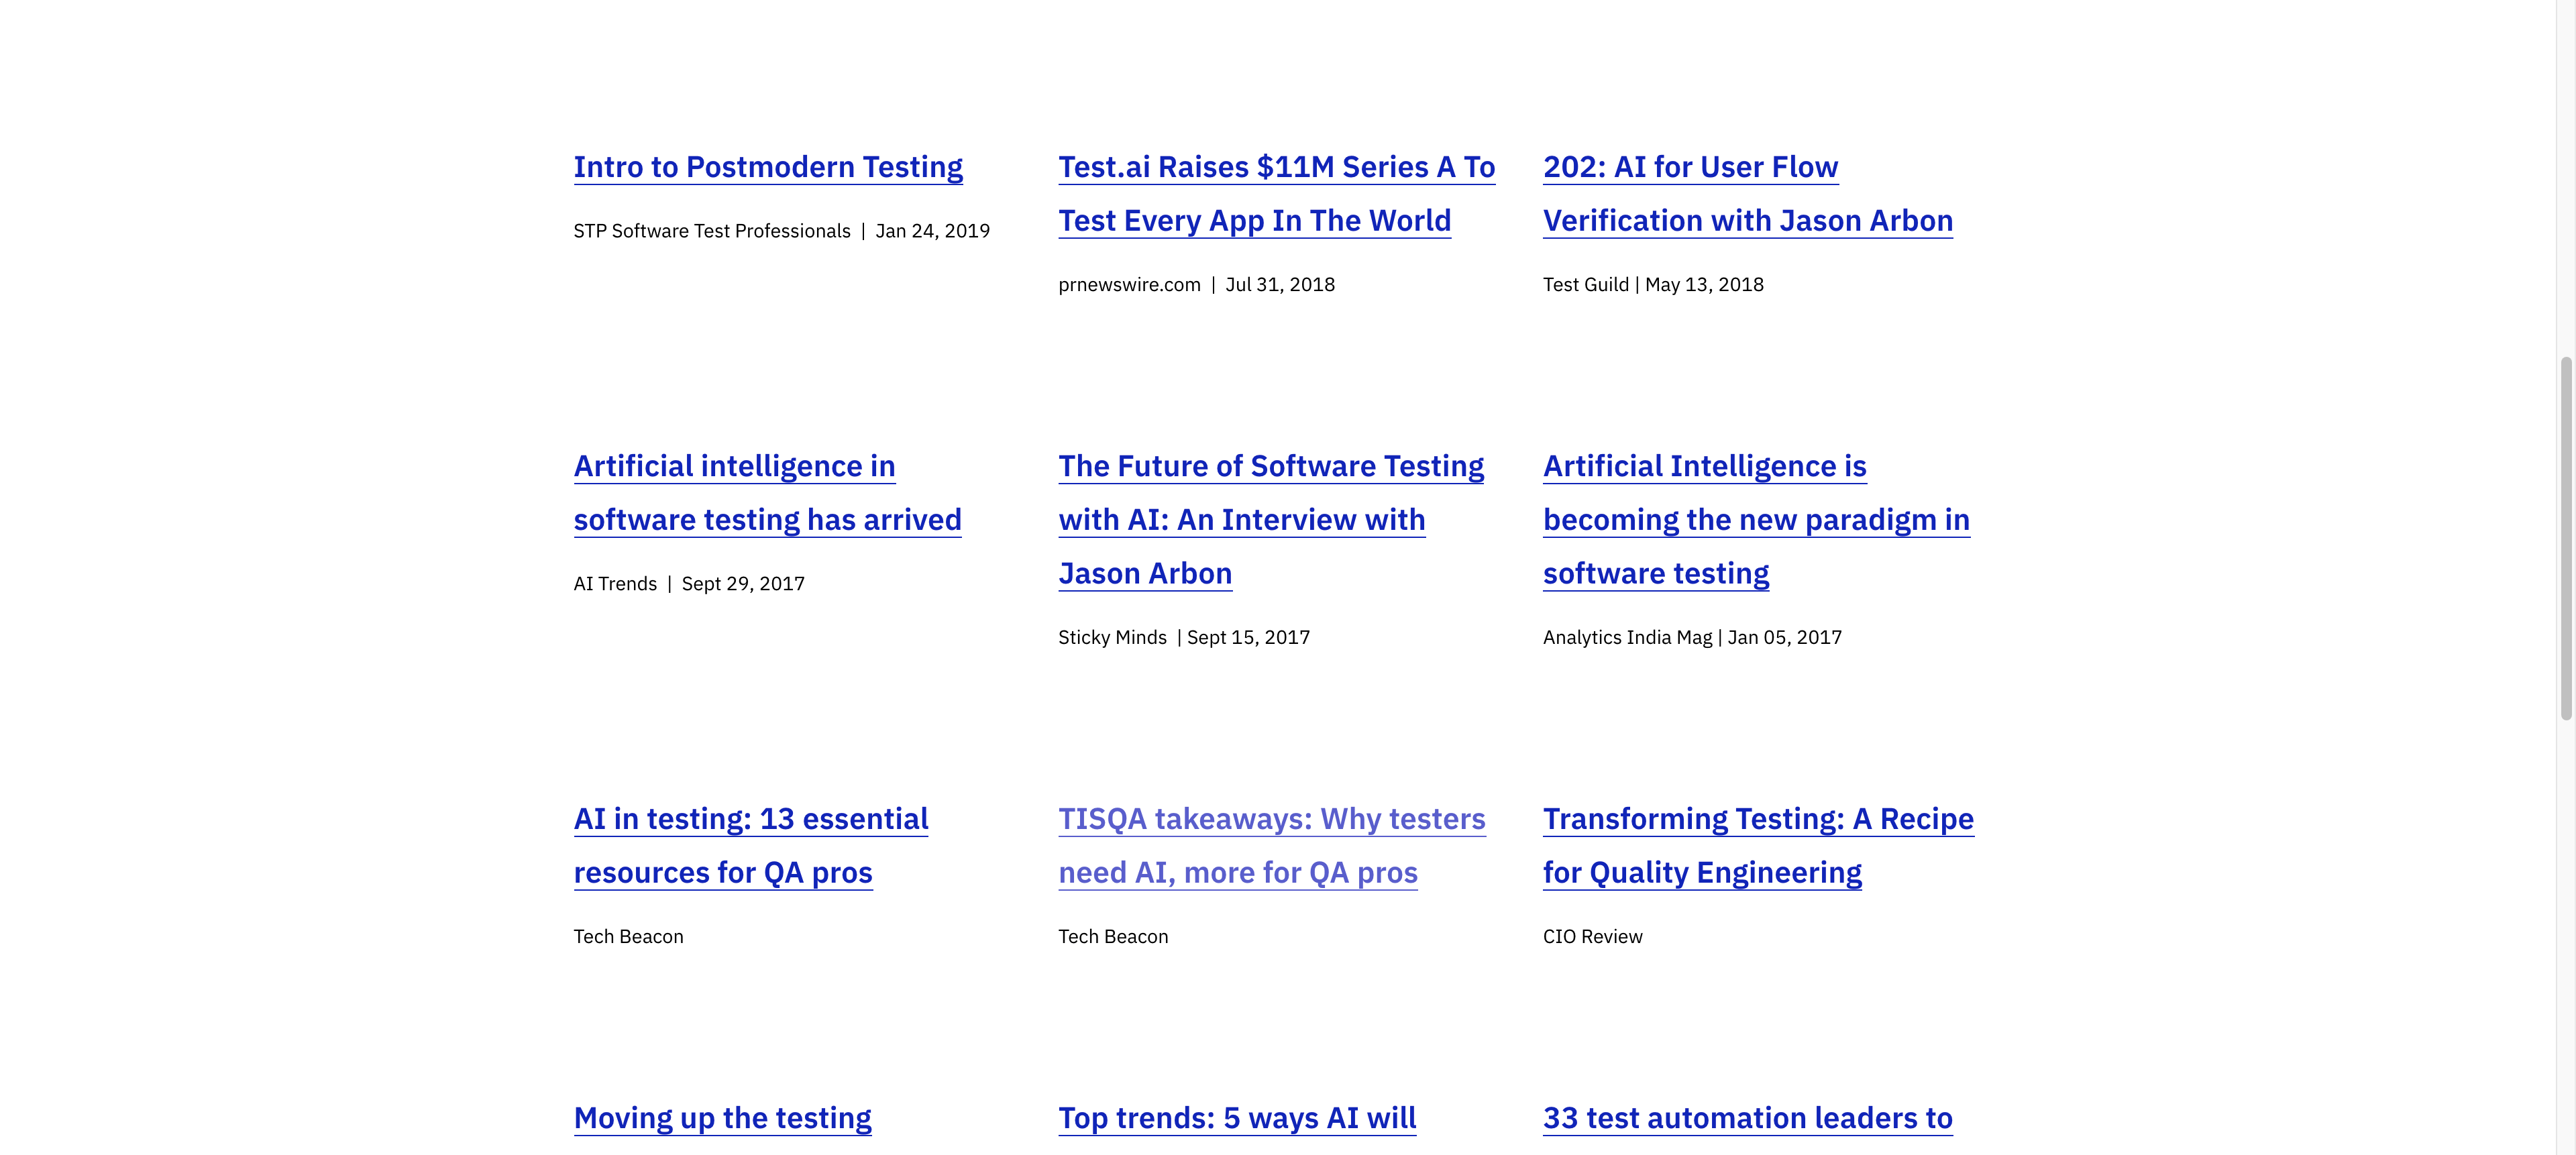 Intro to Postmodern Testing
STP Software Test Professionals | Jan 24, 2019
Test.ai Raises $11M Series A To
Test Every App In The World
prnewswire.com | Jul 31, 2018
202: AI for User Flow
Verification with Jason Arbon
Test Guild | May 13, 2018
Artificial intelligence in
software testing has arrived
AI Trends | Sept 29, 2017
The Future of Software Testing
with AI: An Interview with
Jason Arbon
Sticky Minds | Sept 15, 2017
Artificial Intelligence is
becoming the new paradigm in
software testing
Analytics India Mag | Jan 05, 2017
AI in testing: 13 essential
resources for QA pros
Tech Beacon
TISQA takeaways: Why testers
need AI, more for QA pros
Tech Beacon
Transforming Testing: A Recipe
for Quality Engineering
CIO Review
Moving up the testing
Top trends: 5 ways AI will
33 test automation leaders to